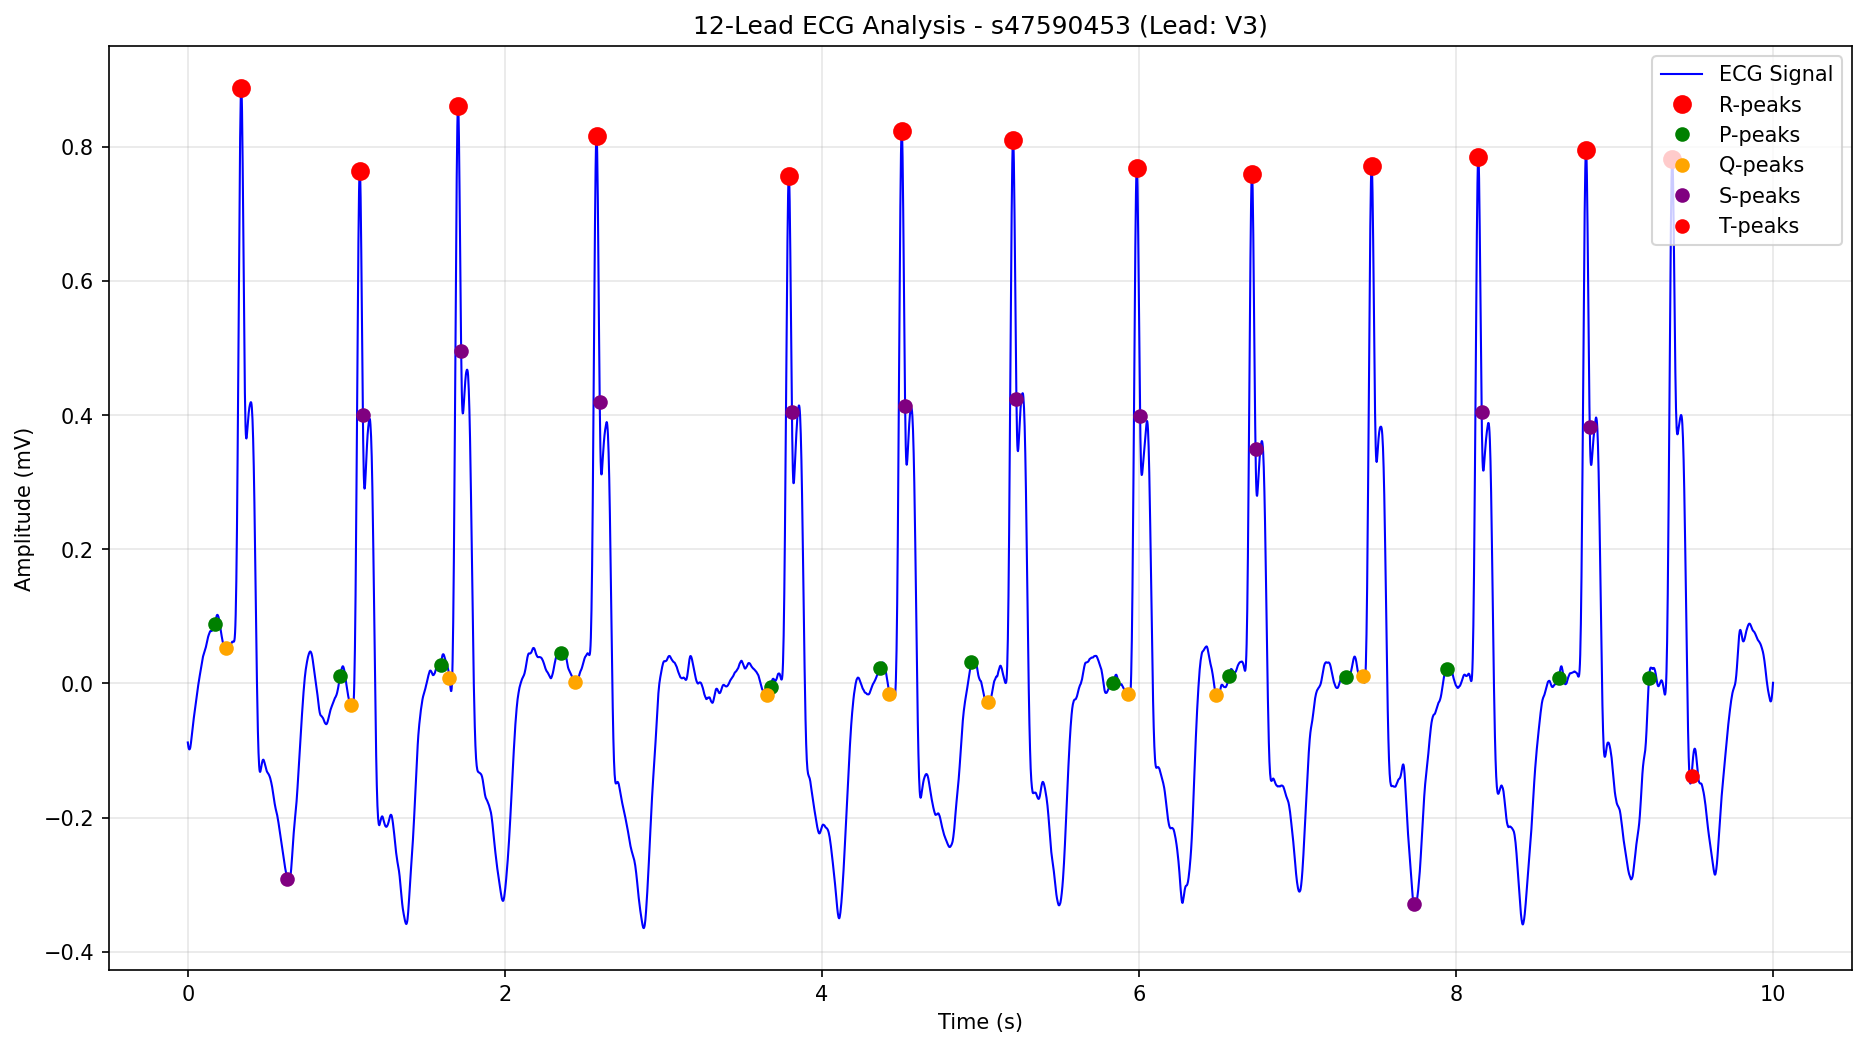 12-Lead ECG Analysis - s47590453 (Lead: V3)
ECG Signal
R-peaks
P-peaks
Q-peaks
S-peaks
T-peaks
Amplitude (mV)
0.8
0.6
0.4
0.2
0.0
−0.2
−0.4
0 2 4 6 8 10
Time (s)